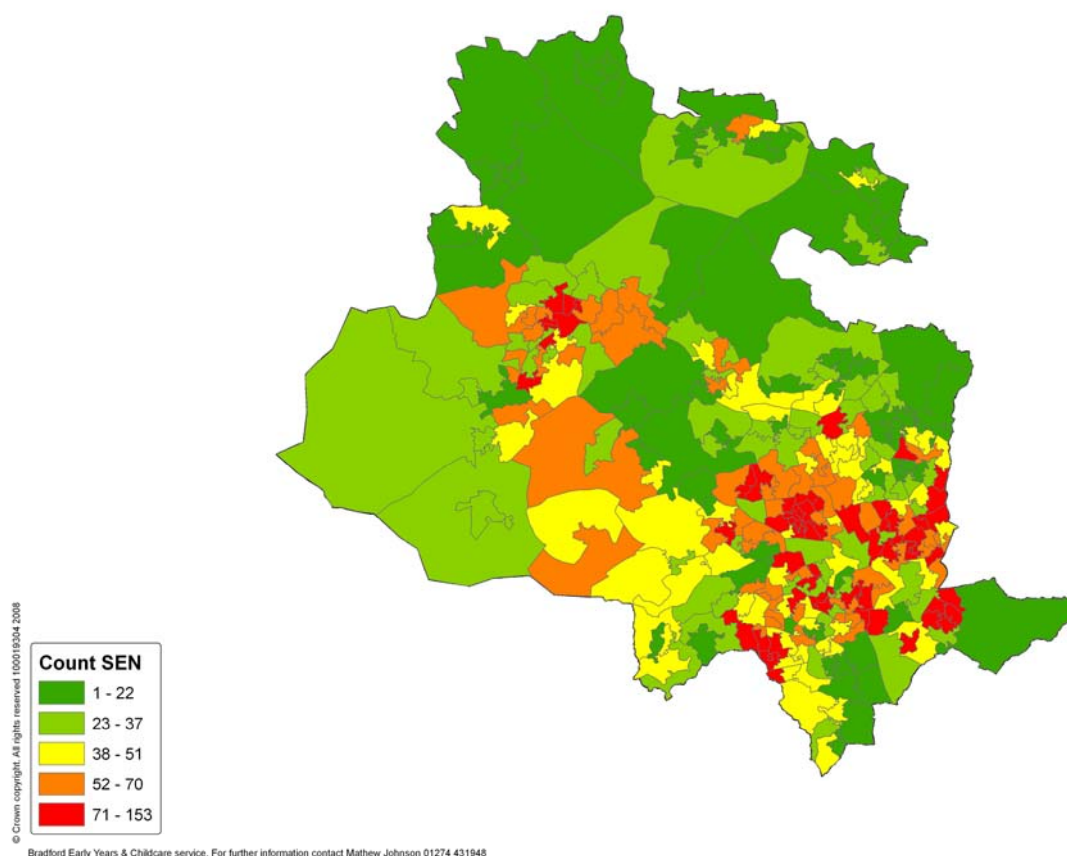 © Crown copyright. All rights reserved 100019304 2008
Count SEN
1 - 22
23 - 37
38 - 51
52 - 70
71 - 153
Bradford Early Years & Childcare service. For further information contact Mathew Johnson 01274 431948